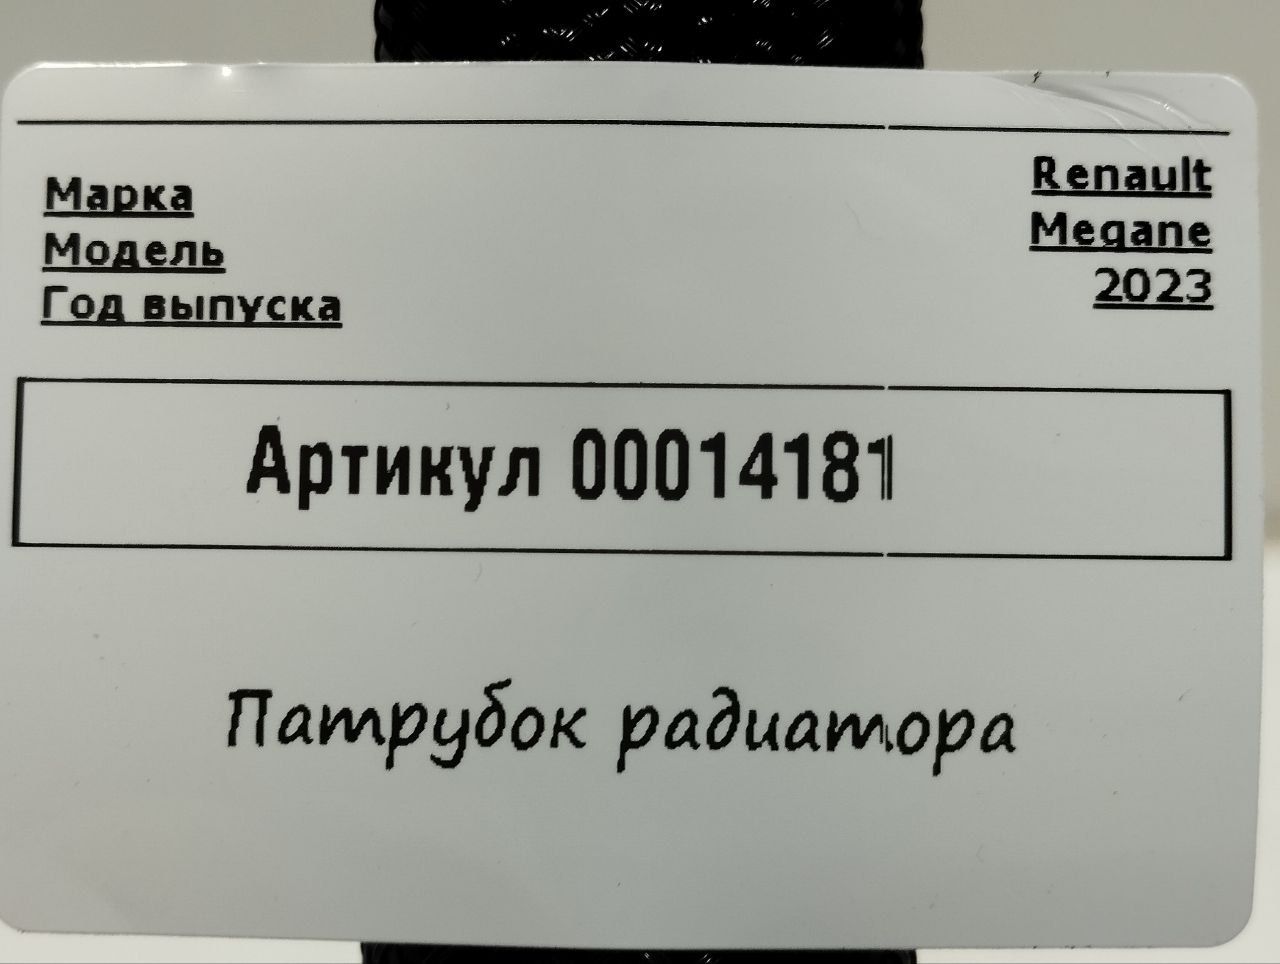 Марка Renault
Модель Megane
Год выпуска 2023
Артикул 00014181
Патрубок радиатора